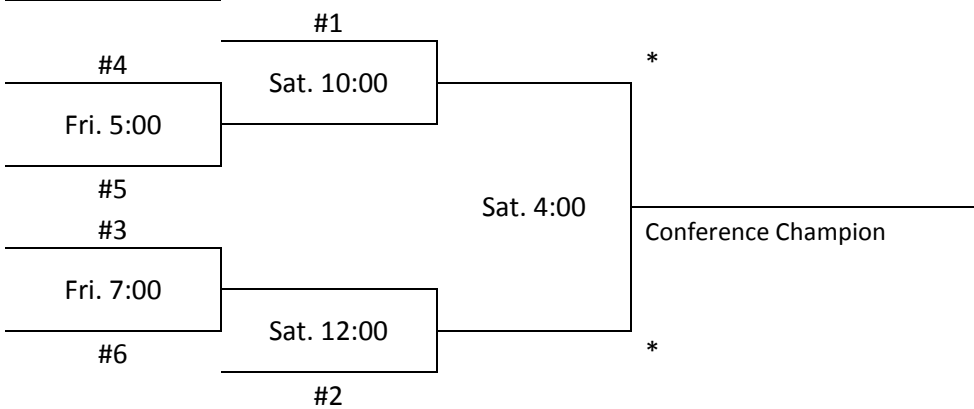 #1
*
#4
Sat. 10:00
Fri. 5:00
#5
Sat. 4:00
#3
Conference Champion
Fri. 7:00
Sat. 12:00
#6
*
#2